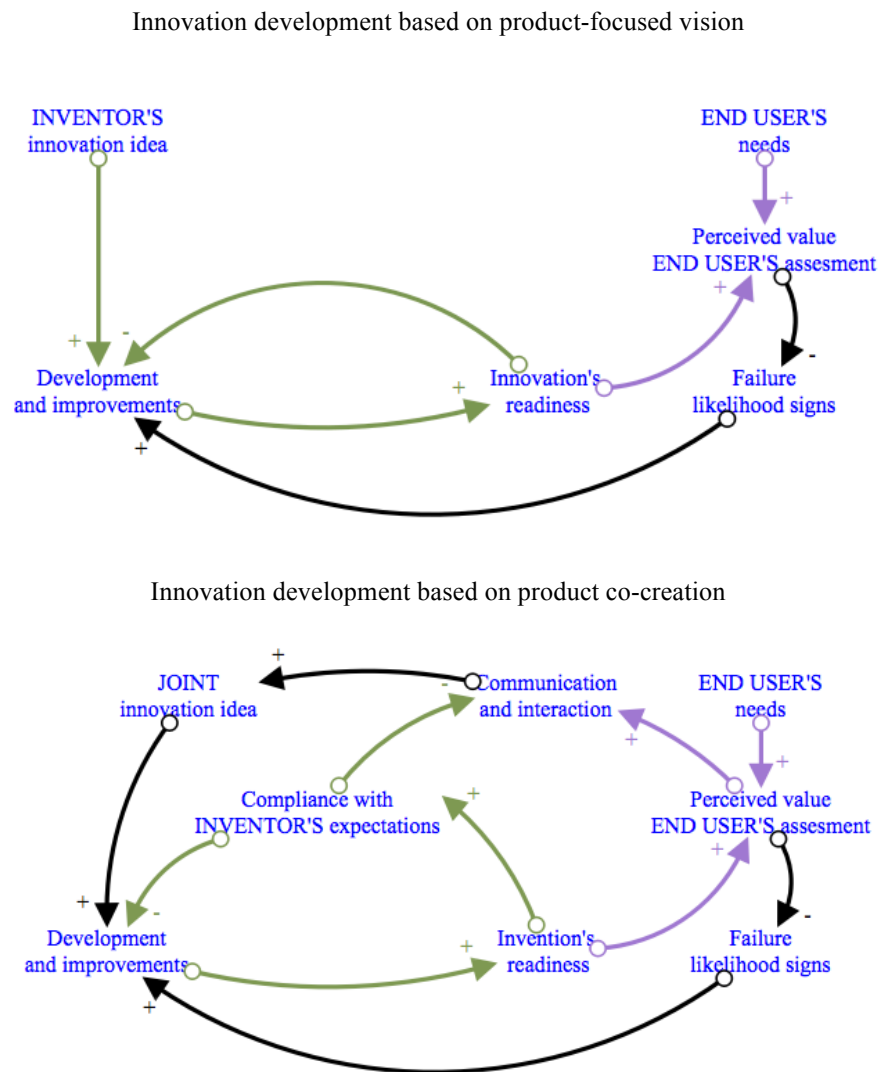 Innovation development based on product-focused vision
INVENTOR'S
innovation idea
END USER'S
needs
+
Perceived value
END USER'S assesment
+
+
-
+
-
Development
and improvements
Innovation's
readiness
Failure
likelihood signs
+
Innovation development based on product co-creation
+
JOINT
innovation idea
-
Communication
and interaction
END USER'S
needs
+
+
Compliance with
INVENTOR'S expectations
+
Perceived value
END USER'S assesment
+
+
-
-
Development
and improvements
+
Invention's
readiness
Failure
likelihood signs
+